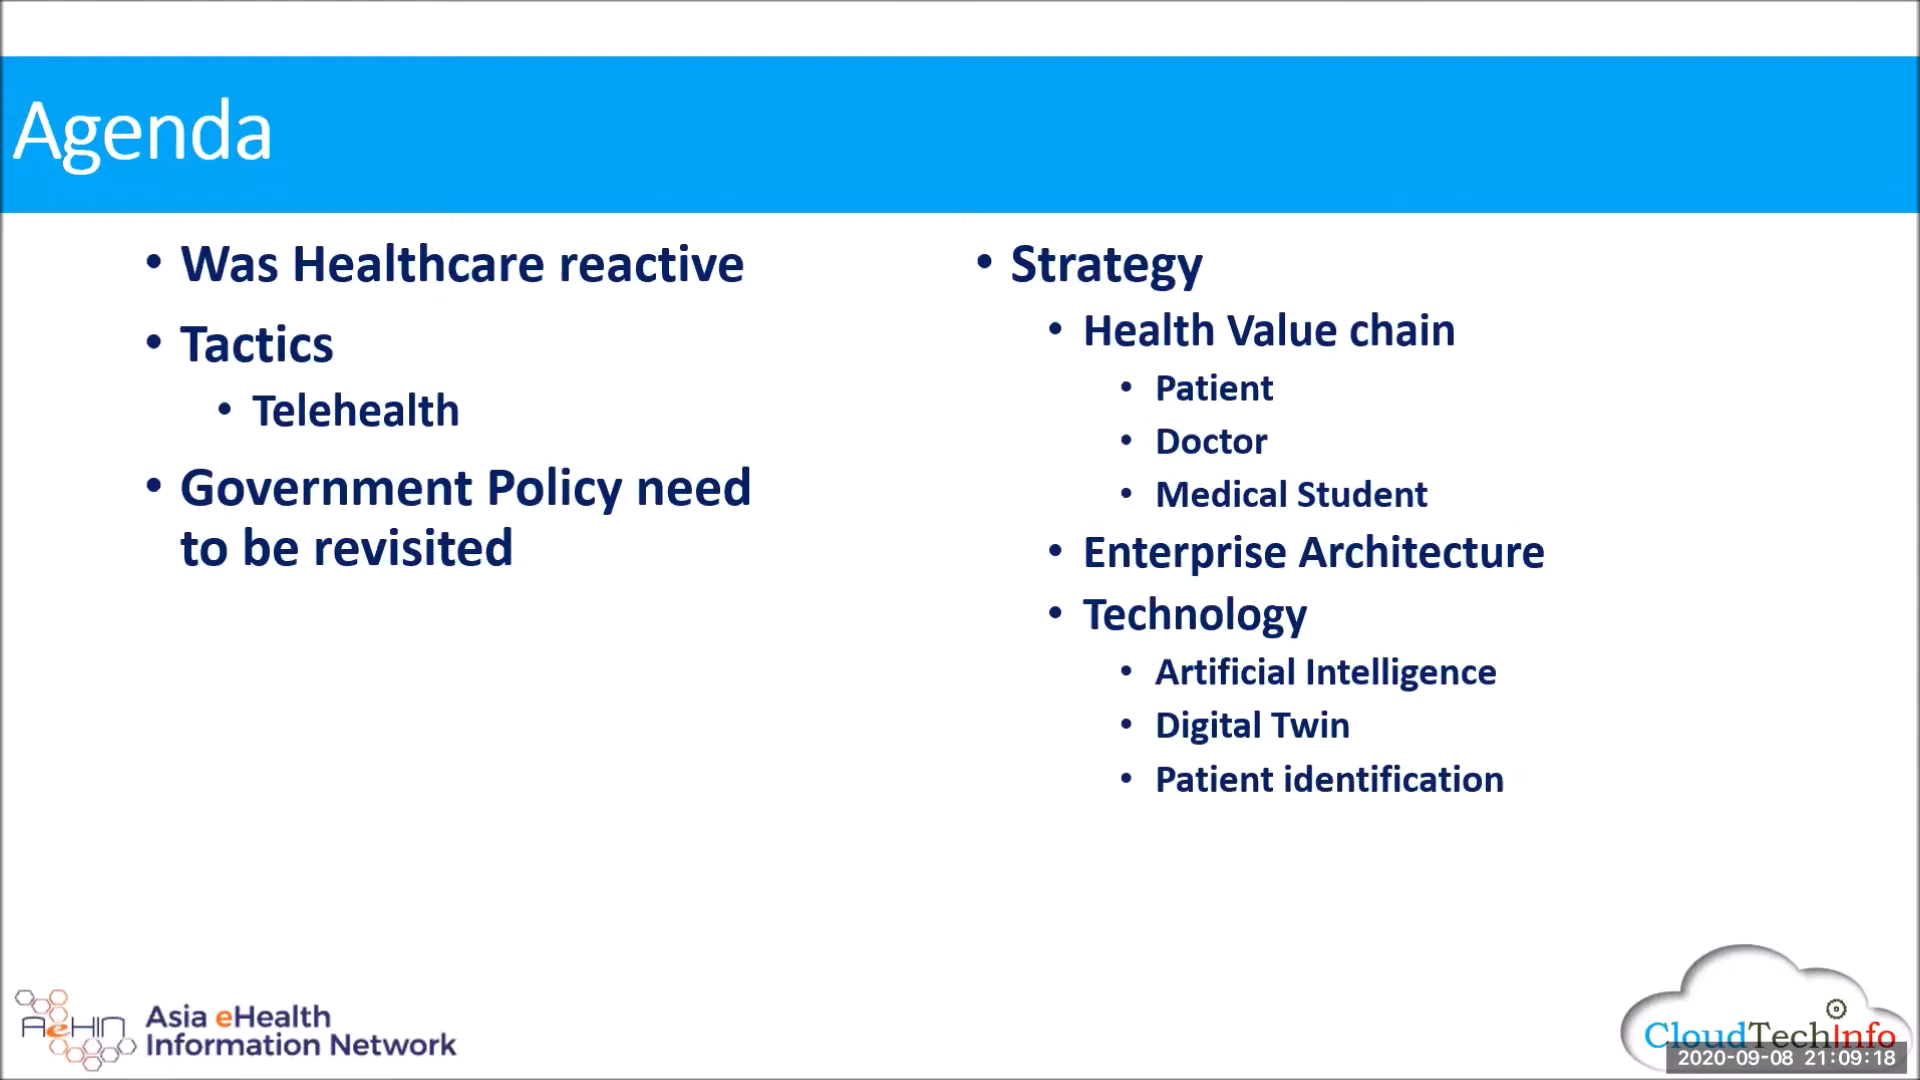 Agenda
• Was Healthcare reactive
• Tactics
• Telehealth
• Government Policy need
to be revisited
• Strategy
• Health Value chain
• Patient
• Doctor
• Medical Student
• Enterprise Architecture
• Technology
• Artificial Intelligence
• Digital Twin
• Patient identification
AeHIN
Asia eHealth
Information Network
CloudTechInfo
2020-09-08 21:09:18